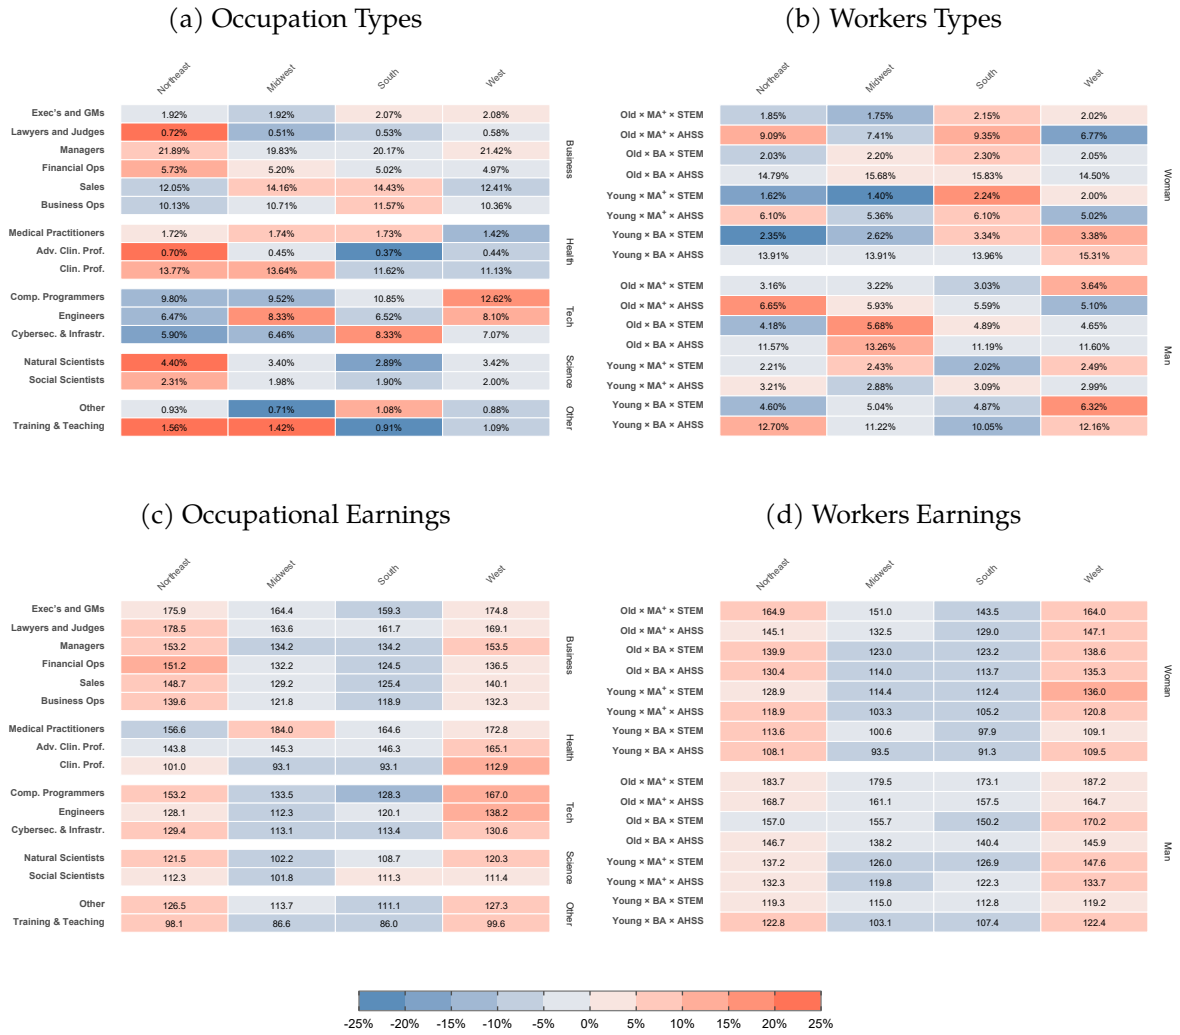 (a) Occupation Types
Northeast Midwest South West
Exec's and GMs 1.92% 1.92% 2.07% 2.08%
Lawyers and Judges 0.72% 0.51% 0.53% 0.58%
Managers 21.89% 19.83% 20.17% 21.42%
Financial Ops 5.73% 5.20% 5.02% 4.97%
Sales 12.05% 14.16% 14.43% 12.41%
Business Ops 10.13% 10.71% 11.57% 10.36%
Business
Medical Practitioners 1.72% 1.74% 1.73% 1.42%
Adv. Clin. Prof. 0.70% 0.45% 0.37% 0.44%
Clin. Prof. 13.77% 13.64% 11.62% 11.13%
Health
Comp. Programmers 9.80% 9.52% 10.85% 12.62%
Engineers 6.47% 8.33% 6.52% 8.10%
Cybersec. & Infrastr. 5.90% 6.46% 8.33% 7.07%
Tech
Natural Scientists 4.40% 3.40% 2.89% 3.42%
Social Scientists 2.31% 1.98% 1.90% 2.00%
Science
Other 0.93% 0.71% 1.08% 0.88%
Training & Teaching 1.56% 1.42% 0.91% 1.09%
Other
(b) Workers Types
Northeast Midwest South West
Old × MA⁺ × STEM 1.85% 1.75% 2.15% 2.02%
Old × MA⁺ × AHSS 9.09% 7.41% 9.35% 6.77%
Old × BA × STEM 2.03% 2.20% 2.30% 2.05%
Old × BA × AHSS 14.79% 15.68% 15.83% 14.50%
Young × MA⁺ × STEM 1.62% 1.40% 2.24% 2.00%
Young × MA⁺ × AHSS 6.10% 5.36% 6.10% 5.02%
Young × BA × STEM 2.35% 2.62% 3.34% 3.38%
Young × BA × AHSS 13.91% 13.91% 13.96% 15.31%
Woman
Old × MA⁺ × STEM 3.16% 3.22% 3.03% 3.64%
Old × MA⁺ × AHSS 6.65% 5.93% 5.59% 5.10%
Old × BA × STEM 4.18% 5.68% 4.89% 4.65%
Old × BA × AHSS 11.57% 13.26% 11.19% 11.60%
Young × MA⁺ × STEM 2.21% 2.43% 2.02% 2.49%
Young × MA⁺ × AHSS 3.21% 2.88% 3.09% 2.99%
Young × BA × STEM 4.60% 5.04% 4.87% 6.32%
Young × BA × AHSS 12.70% 11.22% 10.05% 12.16%
Man
(c) Occupational Earnings
Northeast Midwest South West
Exec's and GMs 175.9 164.4 159.3 174.8
Lawyers and Judges 178.5 163.6 161.7 169.1
Managers 153.2 134.2 134.2 153.5
Financial Ops 151.2 132.2 124.5 136.5
Sales 148.7 129.2 125.4 140.1
Business Ops 139.6 121.8 118.9 132.3
Business
Medical Practitioners 156.6 184.0 164.6 172.8
Adv. Clin. Prof. 143.8 145.3 146.3 165.1
Clin. Prof. 101.0 93.1 93.1 112.9
Health
Comp. Programmers 153.2 133.5 128.3 167.0
Engineers 128.1 112.3 120.1 138.2
Cybersec. & Infrastr. 129.4 113.1 113.4 130.6
Tech
Natural Scientists 121.5 102.2 108.7 120.3
Social Scientists 112.3 101.8 111.3 111.4
Science
Other 126.5 113.7 111.1 127.3
Training & Teaching 98.1 86.6 86.0 99.6
Other
(d) Workers Earnings
Northeast Midwest South West
Old × MA⁺ × STEM 164.9 151.0 143.5 164.0
Old × MA⁺ × AHSS 145.1 132.5 129.0 147.1
Old × BA × STEM 139.9 123.0 123.2 138.6
Old × BA × AHSS 130.4 114.0 113.7 135.3
Young × MA⁺ × STEM 128.9 114.4 112.4 136.0
Young × MA⁺ × AHSS 118.9 103.3 105.2 120.8
Young × BA × STEM 113.6 100.6 97.9 109.1
Young × BA × AHSS 108.1 93.5 91.3 109.5
Woman
Old × MA⁺ × STEM 183.7 179.5 173.1 187.2
Old × MA⁺ × AHSS 168.7 161.1 157.5 164.7
Old × BA × STEM 157.0 155.7 150.2 170.2
Old × BA × AHSS 146.7 138.2 140.4 145.9
Young × MA⁺ × STEM 137.2 126.0 126.9 147.6
Young × MA⁺ × AHSS 132.3 119.8 122.3 133.7
Young × BA × STEM 119.3 115.0 112.8 119.2
Young × BA × AHSS 122.8 103.1 107.4 122.4
Man
-25% -20% -15% -10% -5% 0% 5% 10% 15% 20% 25%